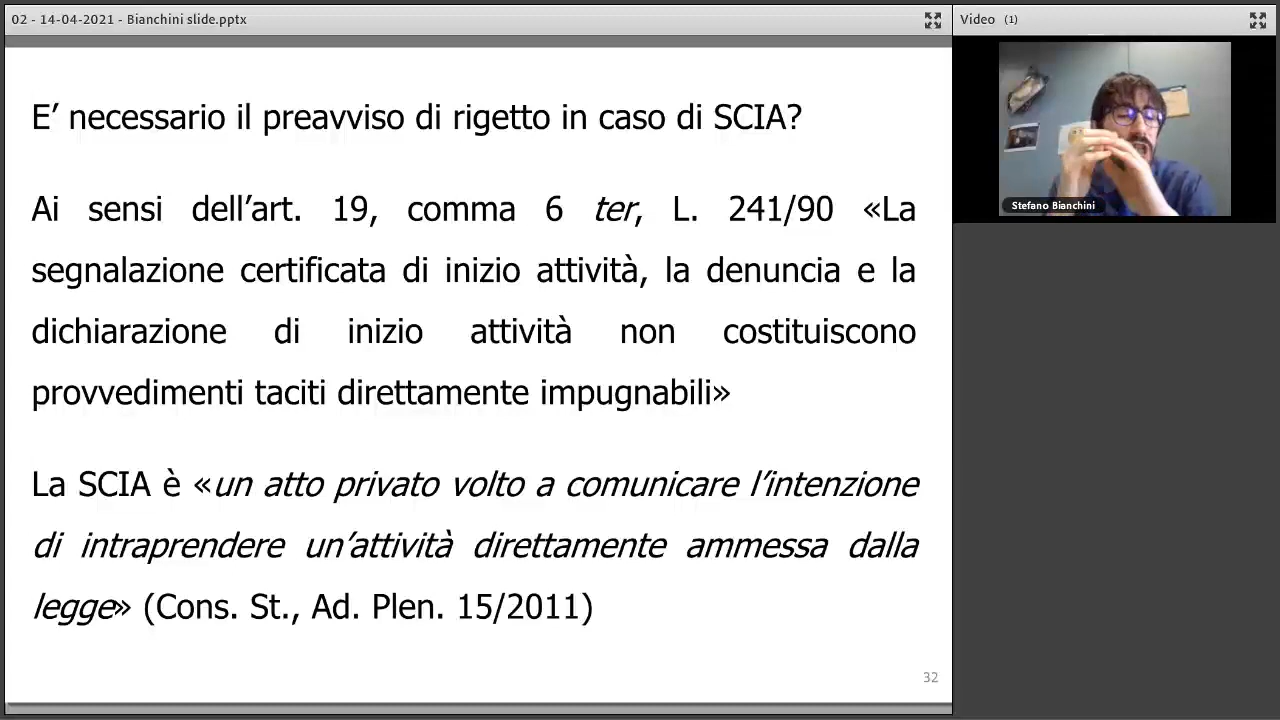 02 - 14-04-2021 - Bianchini slide.pptx
Video (1)
E’ necessario il preavviso di rigetto in caso di SCIA?
Ai sensi dell’art. 19, comma 6 ter, L. 241/90 «La
segnalazione certificata di inizio attività, la denuncia e la
dichiarazione di inizio attività non costituiscono
provvedimenti taciti direttamente impugnabili»
La SCIA è «un atto privato volto a comunicare l’intenzione
di intraprendere un’attività direttamente ammessa dalla
legge» (Cons. St., Ad. Plen. 15/2011)
32
Stefano Bianchini